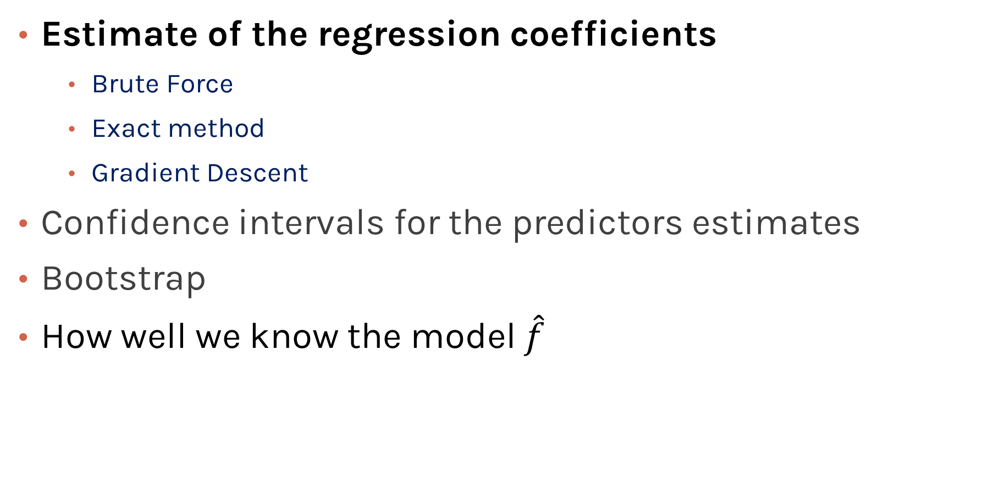 • Estimate of the regression coefficients
• Brute Force
• Exact method
• Gradient Descent
• Confidence intervals for the predictors estimates
• Bootstrap
• How well we know the model f̂